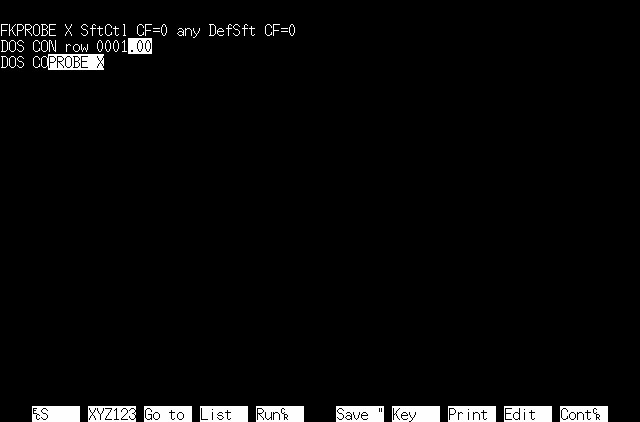 FKPROBE X SftCtl CF=0 any DefSft CF=0
DOS CON row 0001.00
DOS COPROBE X
␛S XYZ123 Go to List Run␍ Save " Key Print Edit Cont␍